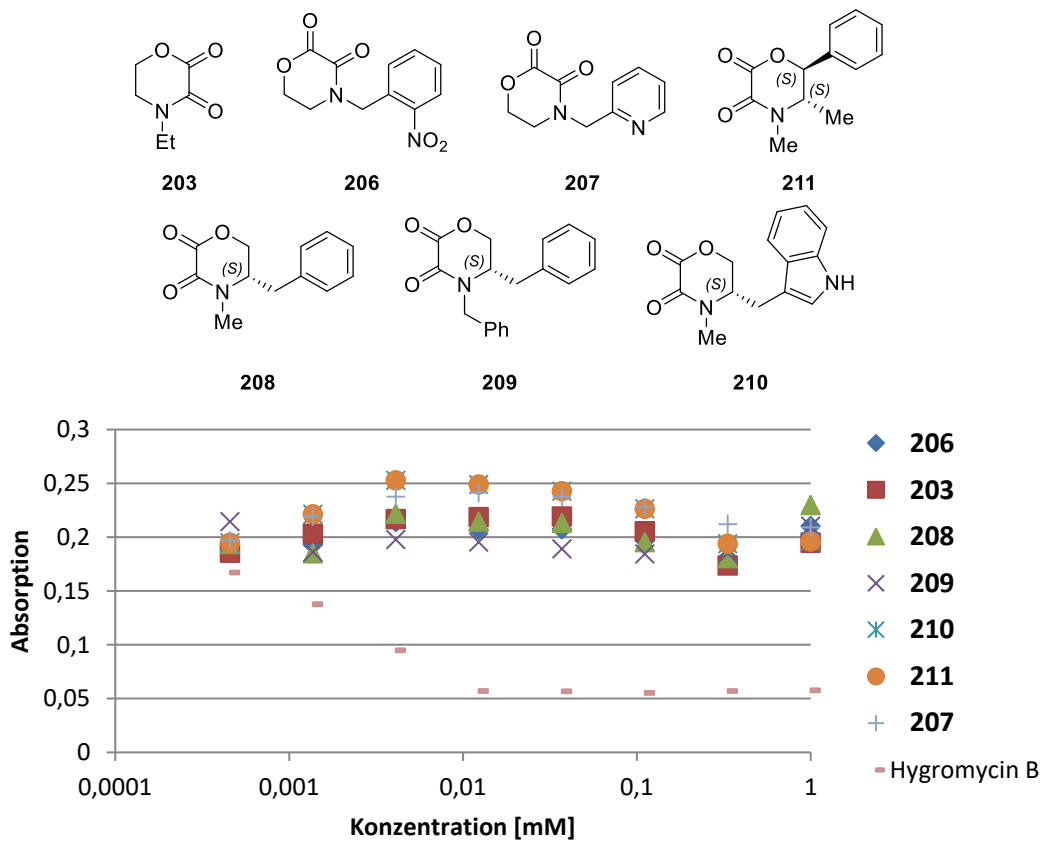 O O N Et O O
203
O O O N NO₂
206
O O O N N
207
O O O (S) (S) N Me Me
211
O O O (S) N Me
208
O O O (S) N Ph
209
O O O (S) N Me NH
210
0,3
0,25
0,2
0,15
0,1
0,05
0
Absorption
0,0001 0,001 0,01 0,1 1
Konzentration [mM]
206
203
208
209
210
211
207
Hygromycin B